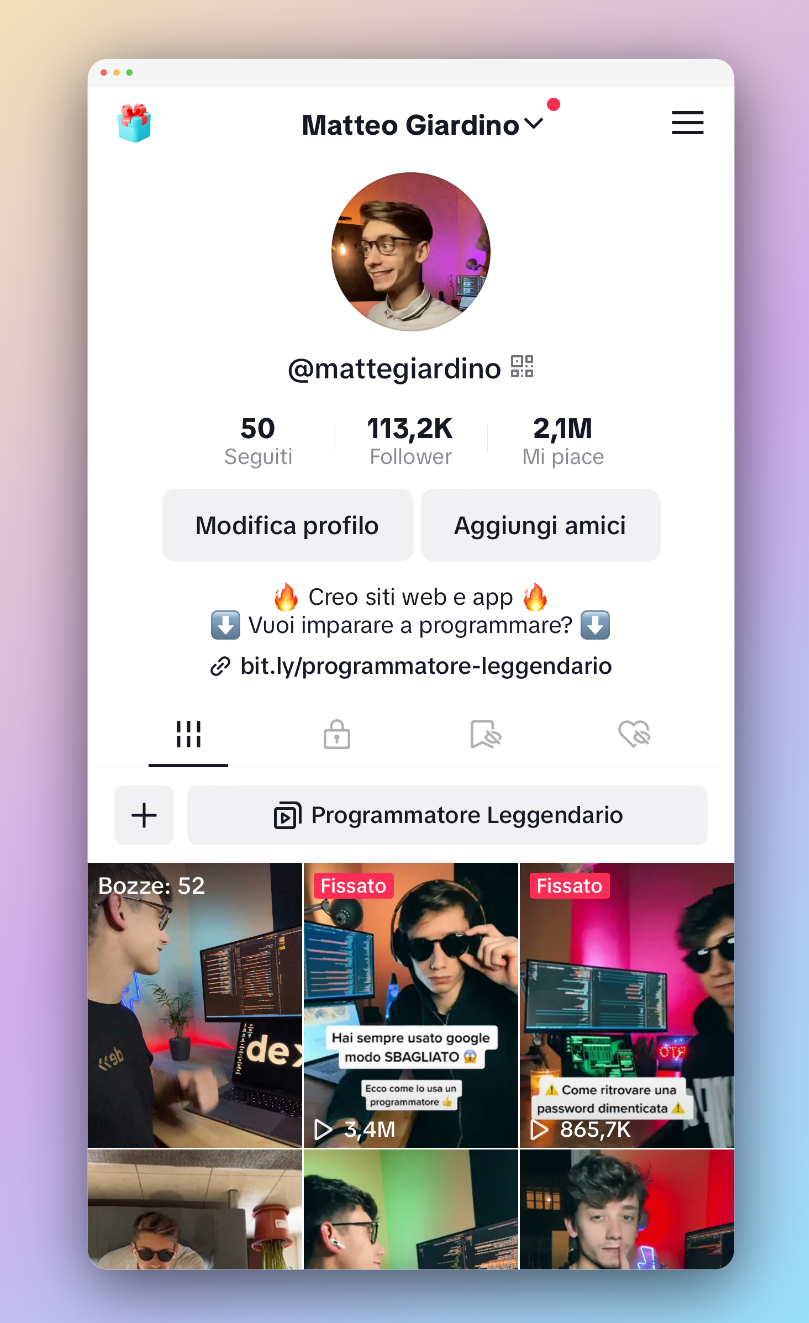 Matteo Giardino
@mattegiardino
50
113,2K
2,1M
Seguiti
Follower
Mi piace
Modifica profilo
Aggiungi amici
🔥 Creo siti web e app 🔥
⬇️ Vuoi imparare a programmare? ⬇️
bit.ly/programmatore-leggendario
Programmatore Leggendario
Bozze: 52
dex
Fissato
Hai sempre usato google
modo SBAGLIATO 😱
Ecco come lo usa un
programmatore 👍
3,4M
Fissato
⚠️ Come ritrovare una
password dimenticata ⚠️
865,7K